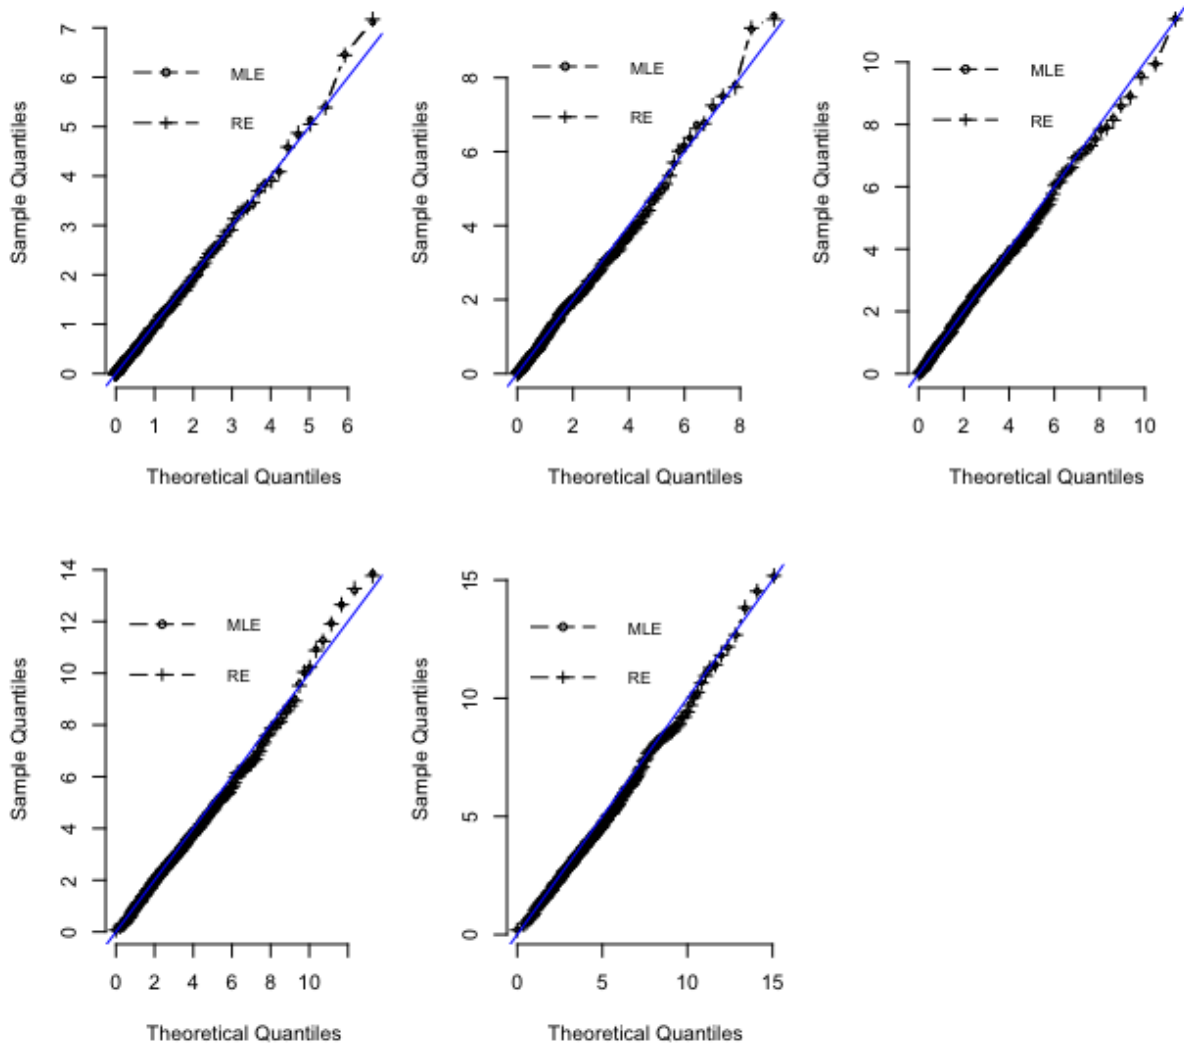 7
6
5
4
3
2
1
0
Sample Quantiles
MLE
RE
0 1 2 3 4 5 6
Theoretical Quantiles
8
6
4
2
0
Sample Quantiles
MLE
RE
0 2 4 6 8
Theoretical Quantiles
10
8
6
4
2
0
Sample Quantiles
MLE
RE
0 2 4 6 8 10
Theoretical Quantiles
14
12
10
8
6
4
2
0
Sample Quantiles
MLE
RE
0 2 4 6 8 10
Theoretical Quantiles
15
10
5
0
Sample Quantiles
MLE
RE
0 5 10 15
Theoretical Quantiles